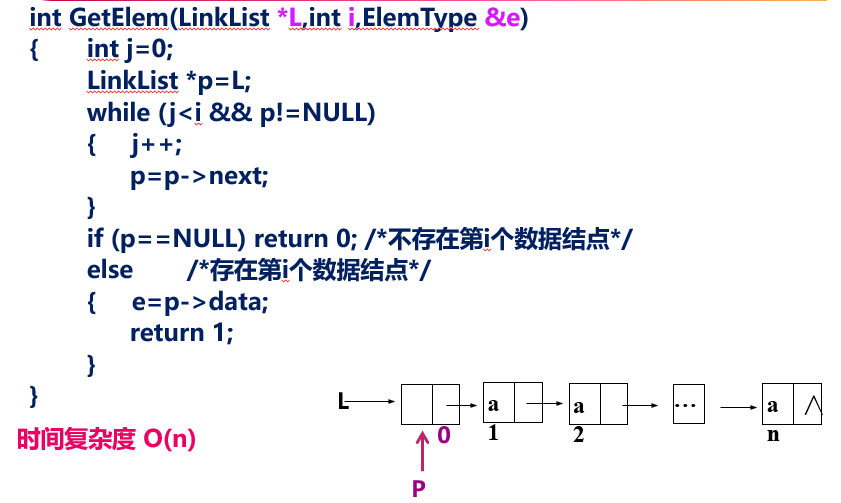 int GetElem(LinkList *L,int i,ElemType &e)
{ int j=0;
LinkList *p=L;
while (j<i && p!=NULL)
{ j++;
p=p->next;
}
if (p==NULL) return 0; /*不存在第i个数据结点*/
else /*存在第i个数据结点*/
{ e=p->data;
return 1;
}
}
时间复杂度 O(n)
L a a … a ∧
0 1 2 n
P